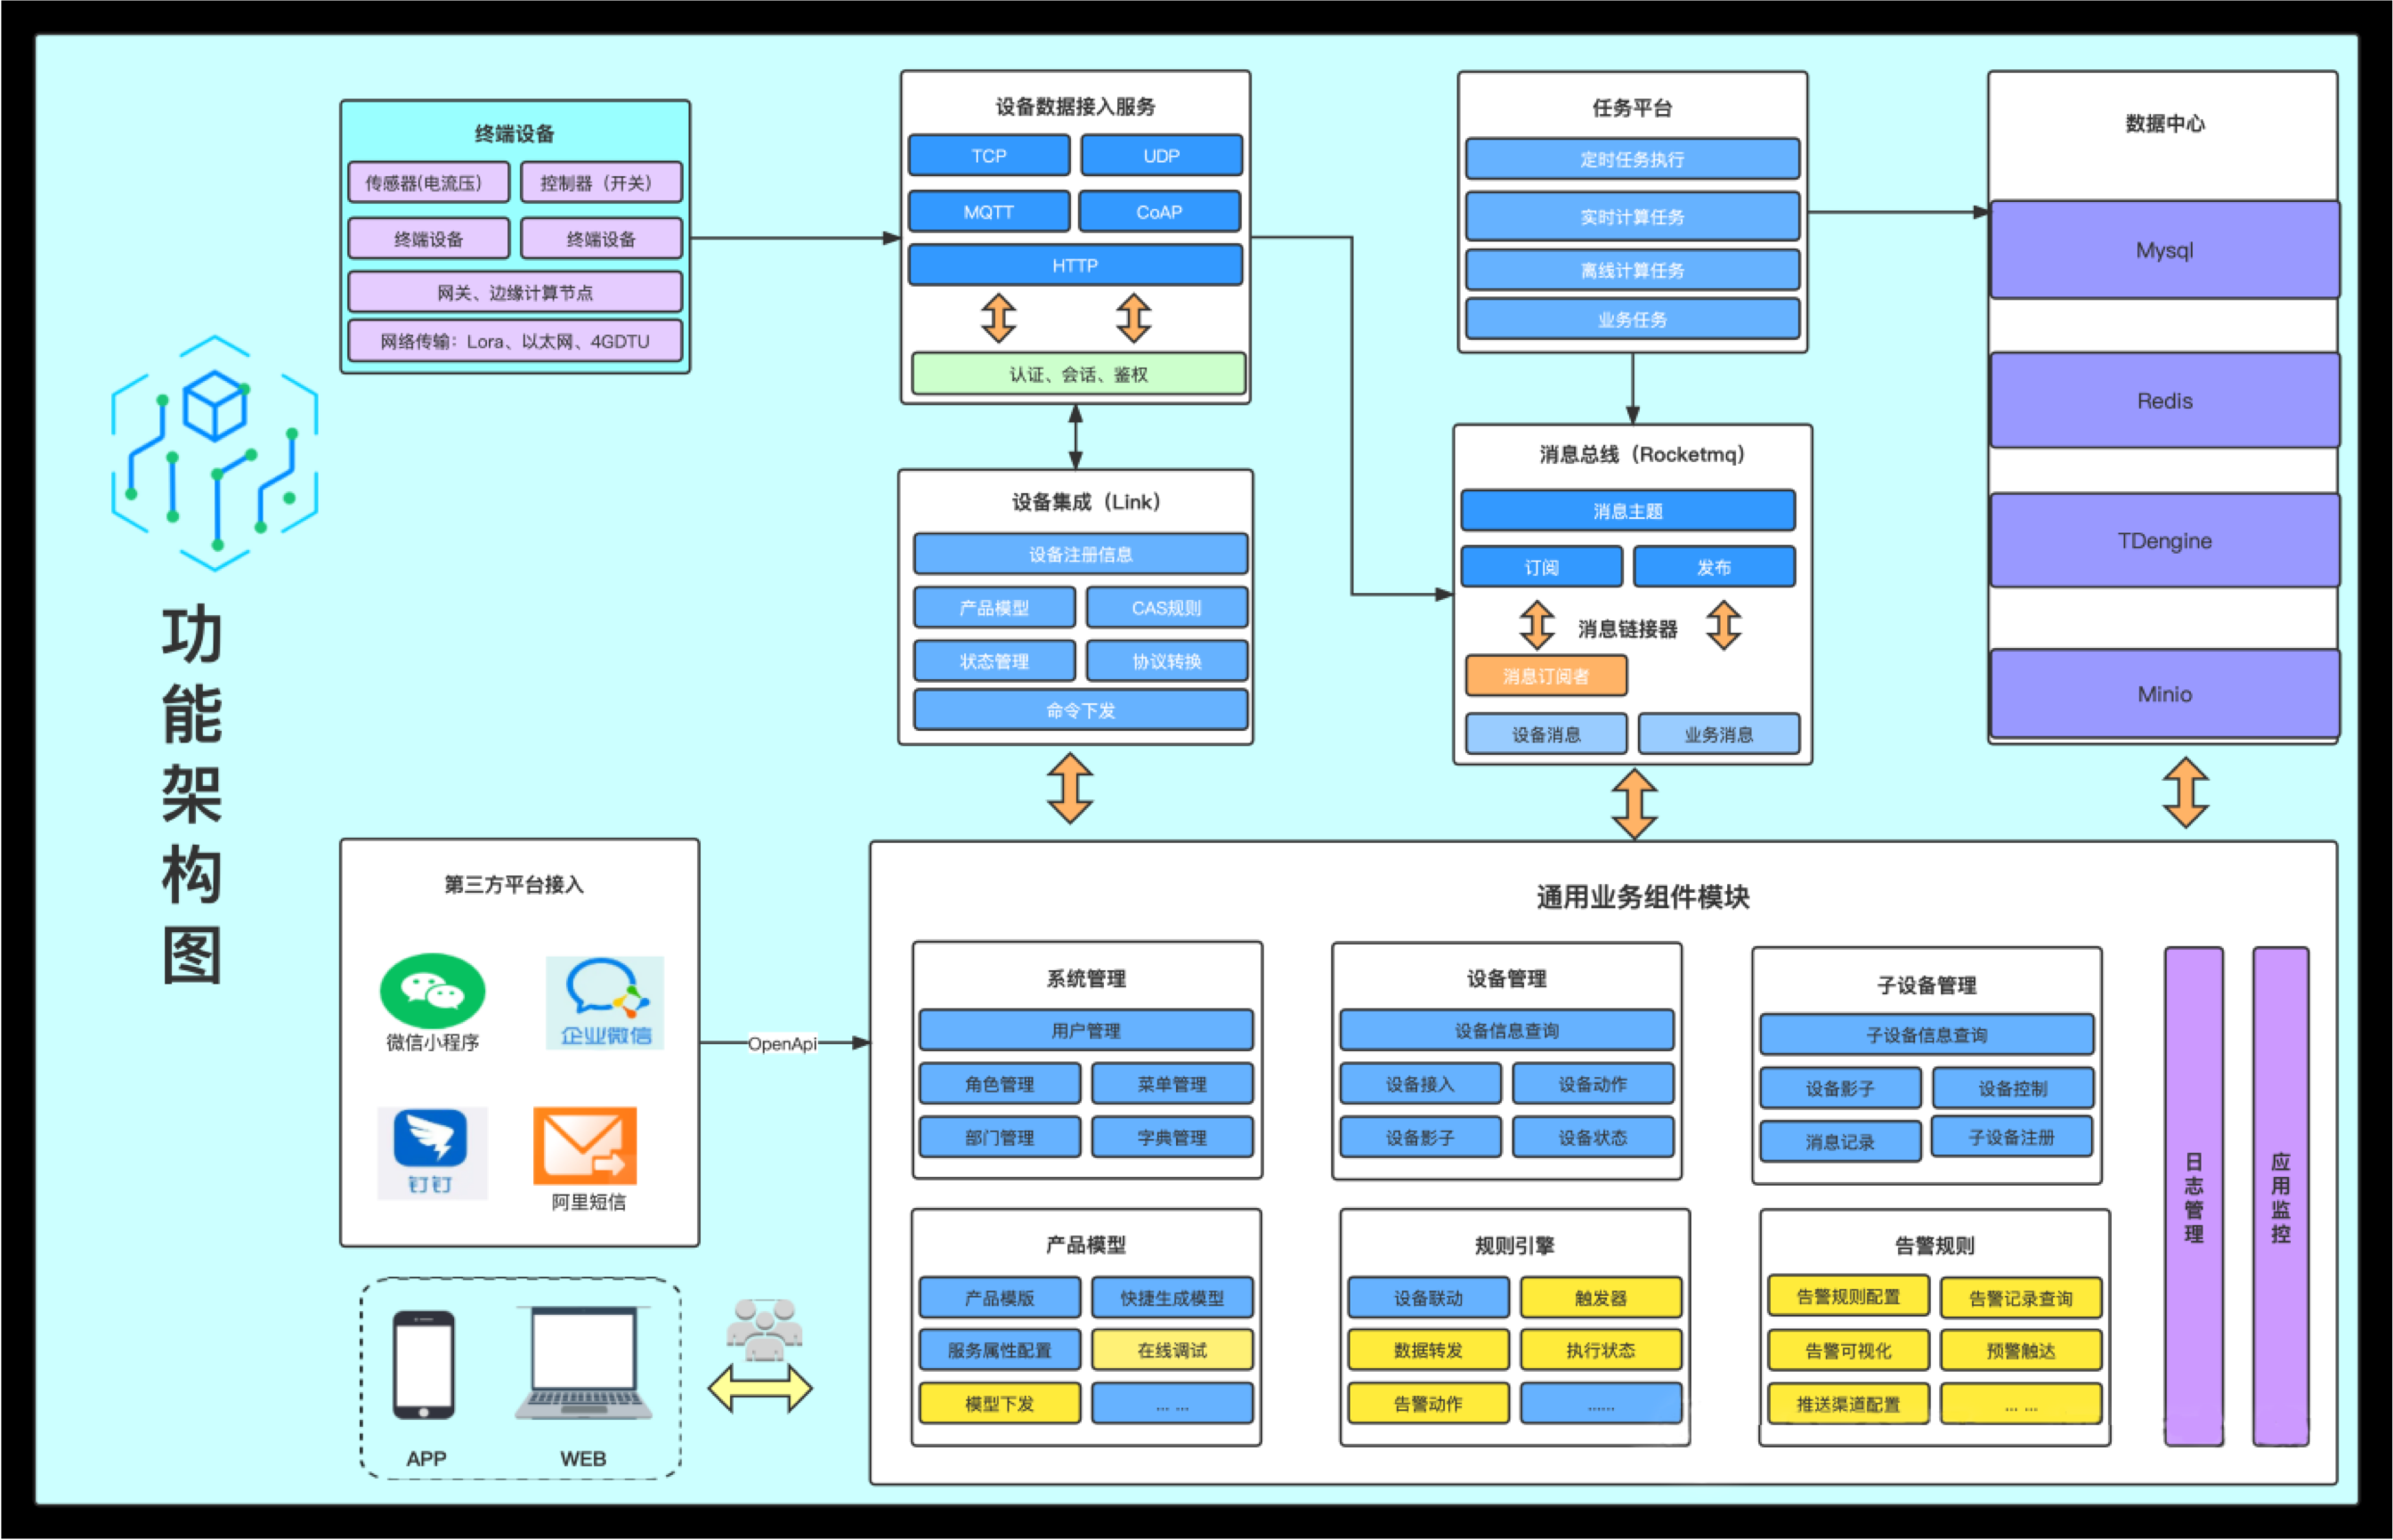 功能架构图
终端设备
传感器(电流压)
控制器（开关）
终端设备
终端设备
网关、边缘计算节点
网络传输：Lora、以太网、4GDTU
设备数据接入服务
TCP
UDP
MQTT
CoAP
HTTP
认证、会话、鉴权
设备集成（Link）
设备注册信息
产品模型
CAS规则
状态管理
协议转换
命令下发
任务平台
定时任务执行
实时计算任务
离线计算任务
业务任务
消息总线（Rocketmq）
消息主题
订阅
发布
消息链接器
消息订阅者
设备消息
业务消息
数据中心
Mysql
Redis
TDengine
Minio
第三方平台接入
微信小程序
企业微信
钉钉
阿里短信
OpenApi
APP
WEB
通用业务组件模块
系统管理
用户管理
角色管理
菜单管理
部门管理
字典管理
设备管理
设备信息查询
设备接入
设备动作
设备影子
设备状态
子设备管理
子设备信息查询
设备影子
设备控制
消息记录
子设备注册
产品模型
产品模版
快捷生成模型
服务属性配置
在线调试
模型下发
... ...
规则引擎
设备联动
触发器
数据转发
执行状态
告警动作
......
告警规则
告警规则配置
告警记录查询
告警可视化
预警触达
推送渠道配置
... ...
日志管理
应用监控